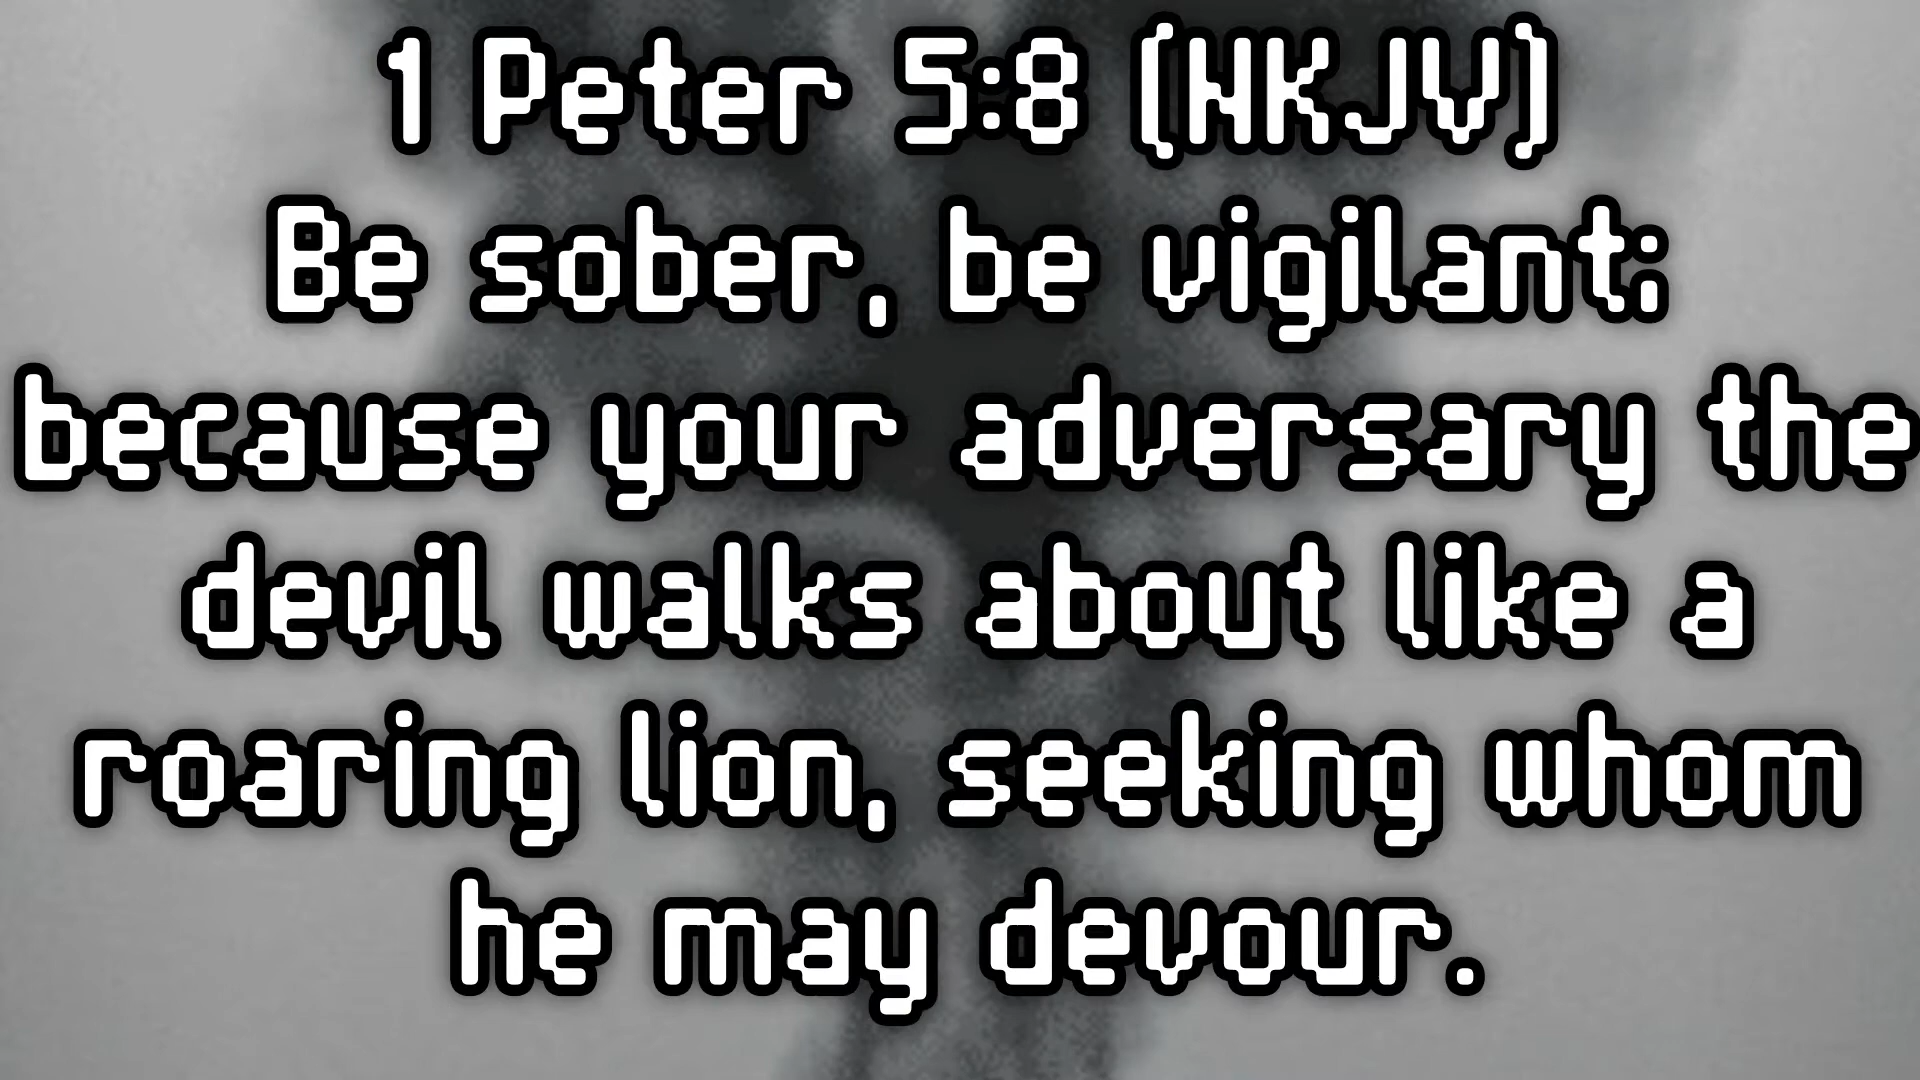 1 Peter 5:8 (NKJV)
Be sober, be vigilant;
because your adversary the
devil walks about like a
roaring lion, seeking whom
he may devour.